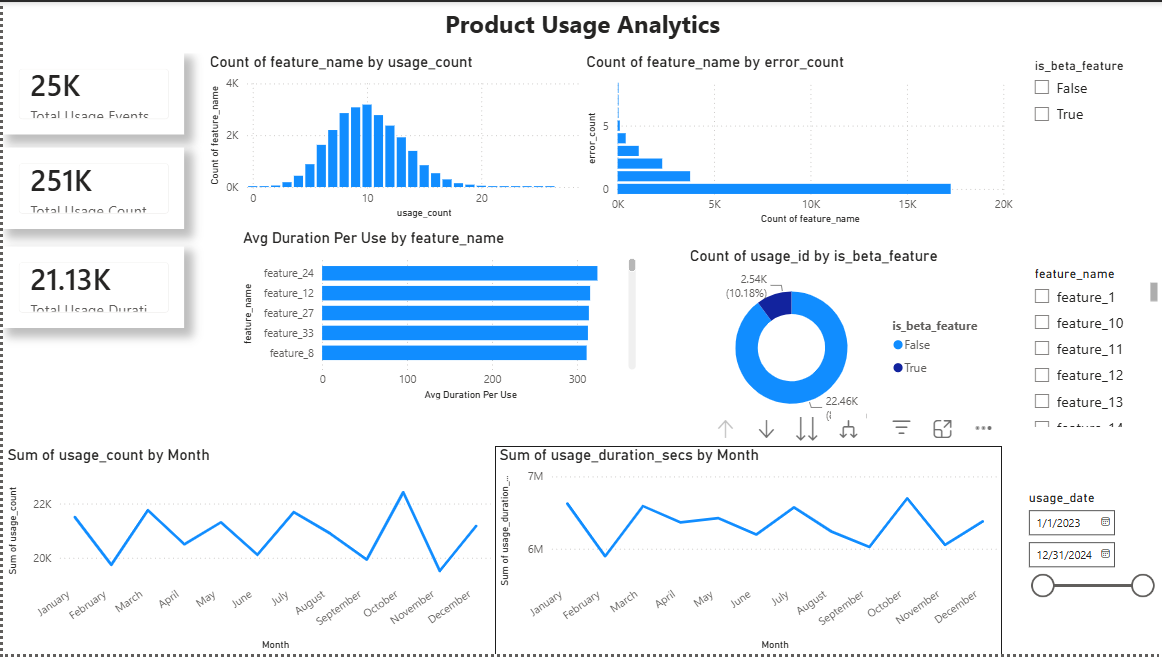 Product Usage Analytics
25K
Total Usage Events
251K
Total Usage Count
21.13K
Total Usage Durati
Count of feature_name by usage_count
Count of feature_name
4K
2K
0K
0
10
20
usage_count
Count of feature_name by error_count
error_count
5
0
0K
5K
10K
15K
20K
Count of feature_name
is_beta_feature
False
True
Avg Duration Per Use by feature_name
feature_name
feature_24
feature_12
feature_27
feature_33
feature_8
0
100
200
300
Avg Duration Per Use
Count of usage_id by is_beta_feature
2.54K
(10.18%)
22.46K
is_beta_feature
False
True
feature_name
feature_1
feature_10
feature_11
feature_12
feature_13
feature_14
Sum of usage_count by Month
Sum of usage_count
22K
20K
January
February
March
April
May
June
July
August
September
October
November
December
Month
Sum of usage_duration_secs by Month
Sum of usage_duration_...
7M
6M
January
February
March
April
May
June
July
August
September
October
November
December
Month
usage_date
1/1/2023
12/31/2024